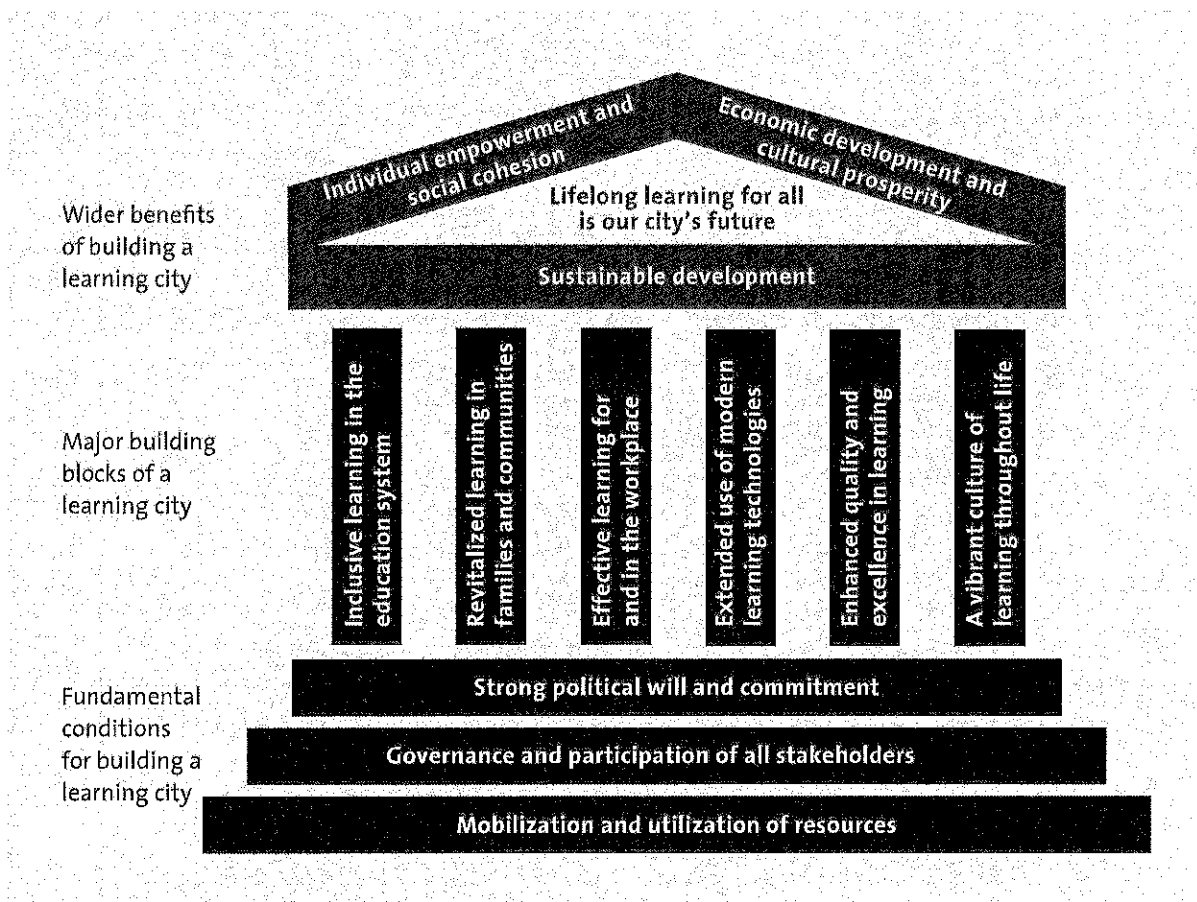 Individual empowerment and
social cohesion
Economic development and
cultural prosperity
Lifelong learning for all
is our city's future
Sustainable development
Wider benefits
of building a
learning city
Major building
blocks of a
learning city
Inclusive learning in the
education system
Revitalized learning in
families and communities
Effective learning for
and in the workplace
Extended use of modern
learning technologies
Enhanced quality and
excellence in learning
A vibrant culture of
learning throughout life
Fundamental
conditions
for building a
learning city
Strong political will and commitment
Governance and participation of all stakeholders
Mobilization and utilization of resources